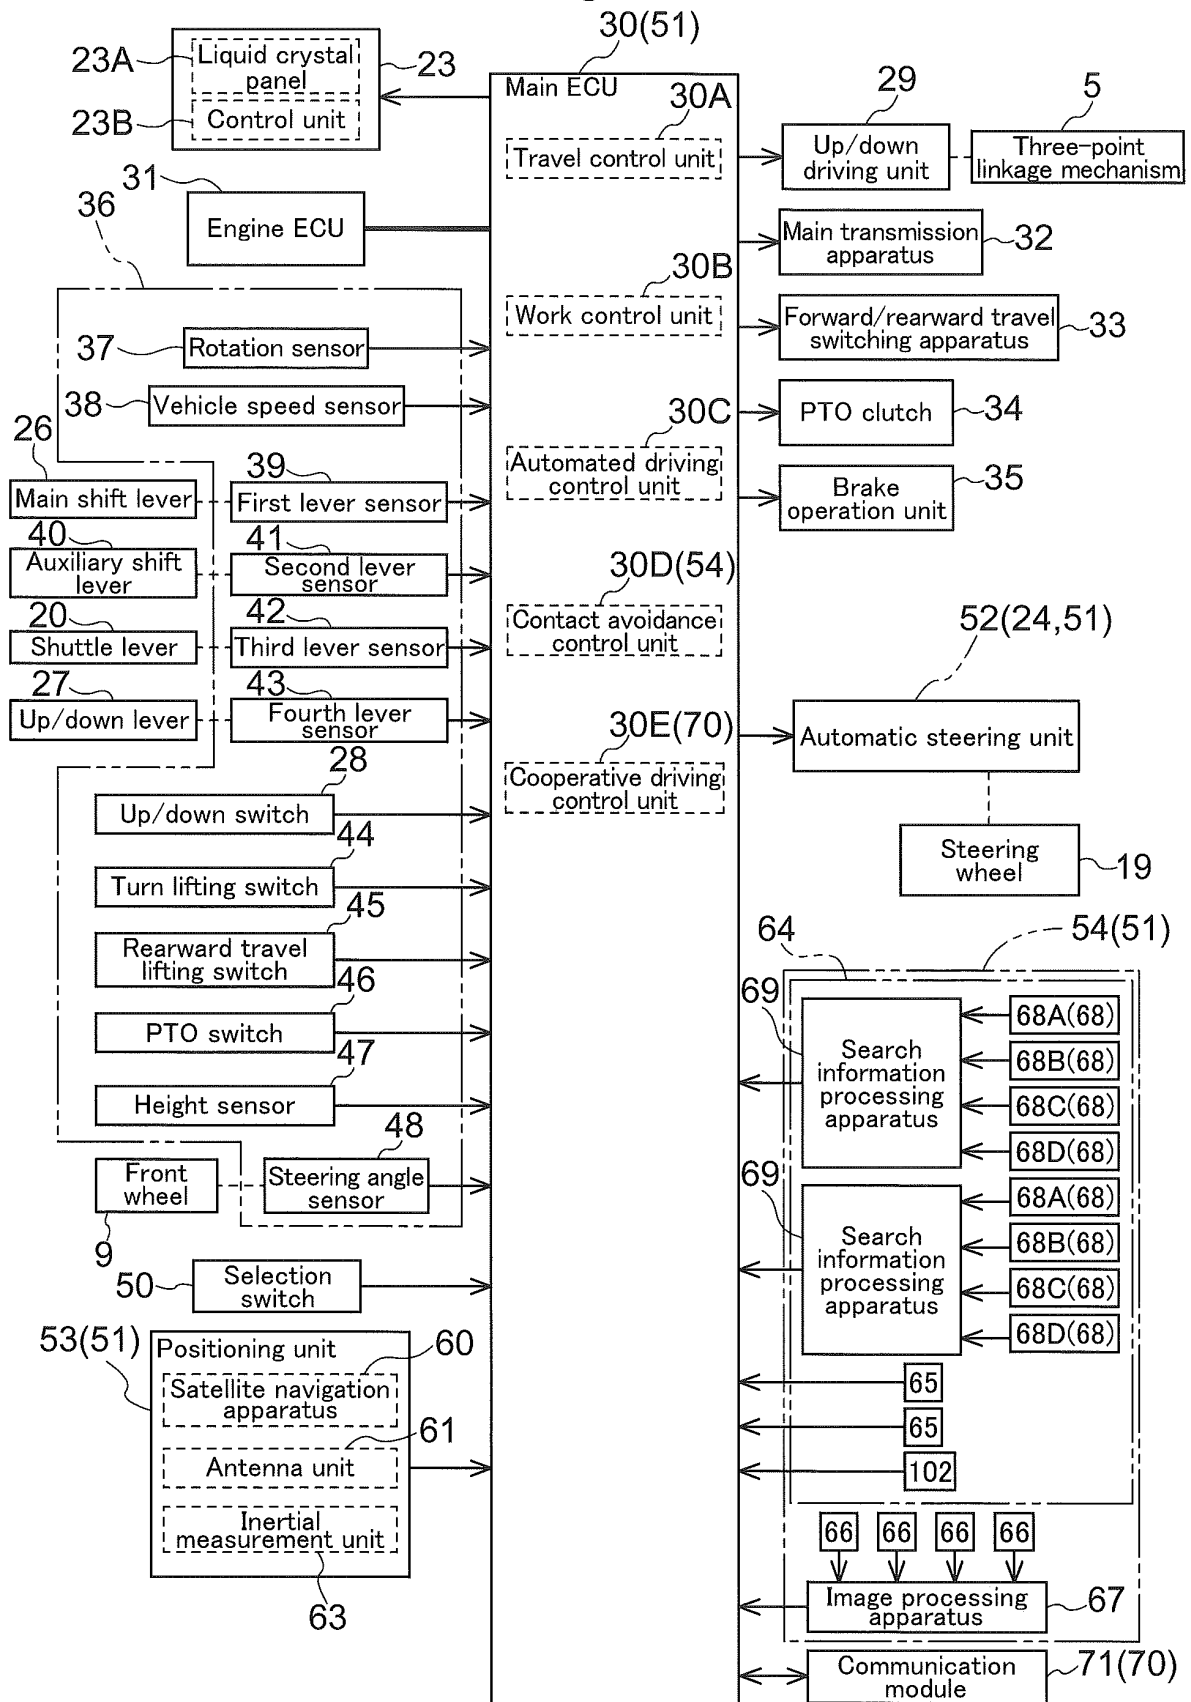 30(51)
23A
Liquid crystal
panel
23
23B
Control unit
Main ECU
30A
Travel control unit
29
Up/down
driving unit
5
Three-point
linkage mechanism
31
Engine ECU
36
Main transmission
apparatus
32
30B
Work control unit
Forward/rearward travel
switching apparatus
33
37
Rotation sensor
38
Vehicle speed sensor
30C
Automated driving
control unit
PTO clutch
34
Brake
operation unit
35
26
Main shift lever
39
First lever sensor
40
Auxiliary shift
lever
41
Second lever
sensor
30D(54)
Contact avoidance
control unit
20
Shuttle lever
42
Third lever sensor
52(24,51)
27
Up/down lever
43
Fourth lever
sensor
30E(70)
Cooperative driving
control unit
Automatic steering unit
28
Up/down switch
44
Turn lifting switch
Steering
wheel
19
45
Rearward travel
lifting switch
46
PTO switch
47
Height sensor
48
Front
wheel
9
Steering angle
sensor
50
Selection
switch
53(51)
Positioning unit
60
Satellite navigation
apparatus
61
Antenna unit
Inertial
measurement unit
63
64
54(51)
69
Search
information
processing
apparatus
68A(68)
68B(68)
68C(68)
68D(68)
69
Search
information
processing
apparatus
68A(68)
68B(68)
68C(68)
68D(68)
65
65
102
66
66
66
66
Image processing
apparatus
67
Communication
module
71(70)